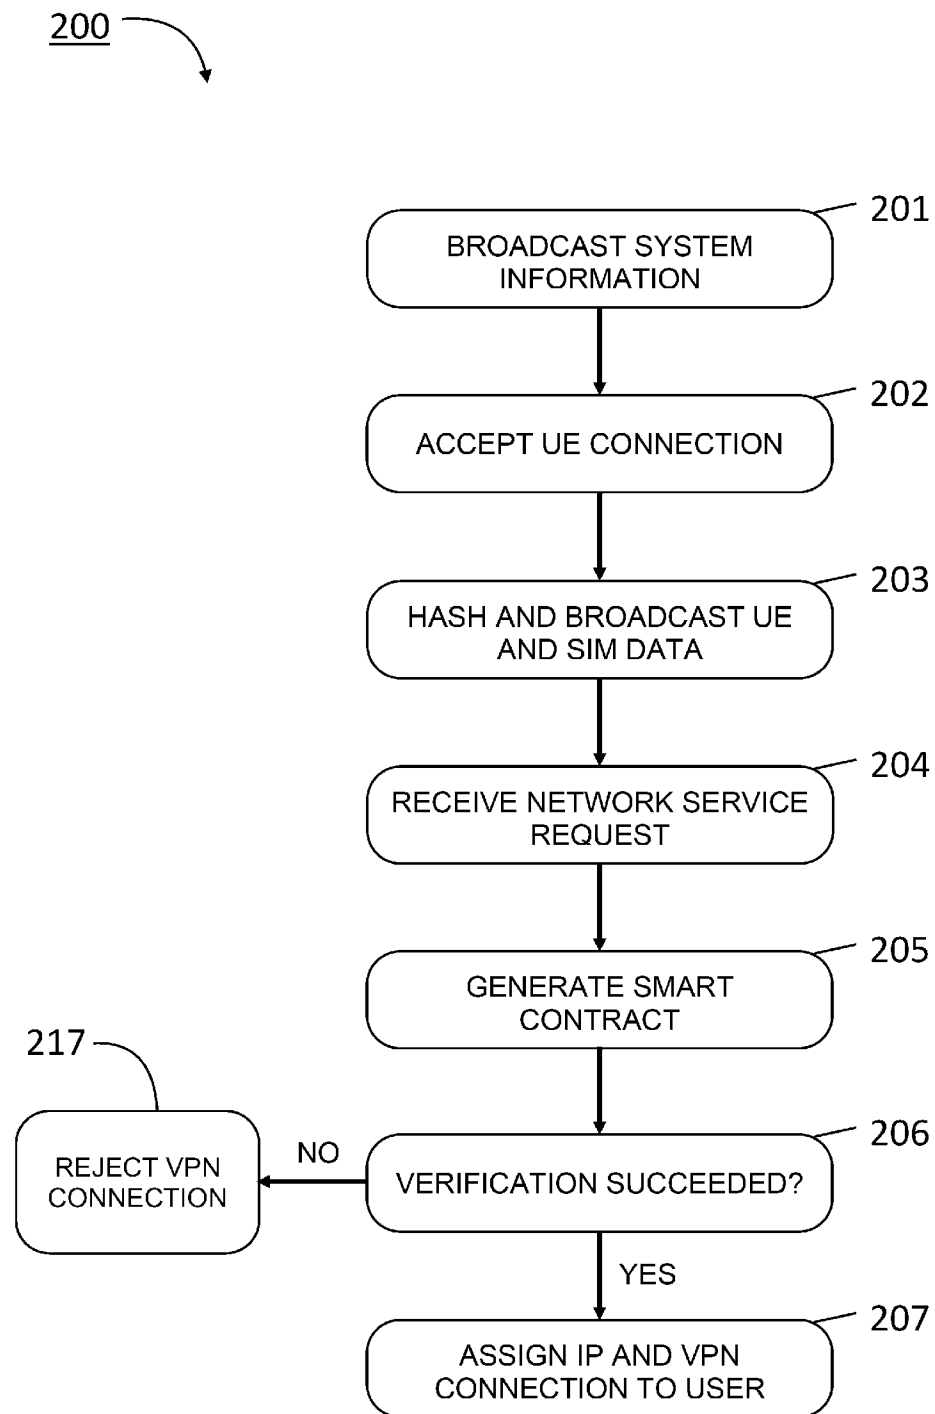 200
201
BROADCAST SYSTEM
INFORMATION
202
ACCEPT UE CONNECTION
203
HASH AND BROADCAST UE
AND SIM DATA
204
RECEIVE NETWORK SERVICE
REQUEST
205
GENERATE SMART
CONTRACT
217
REJECT VPN
CONNECTION
NO
206
VERIFICATION SUCCEEDED?
YES
207
ASSIGN IP AND VPN
CONNECTION TO USER